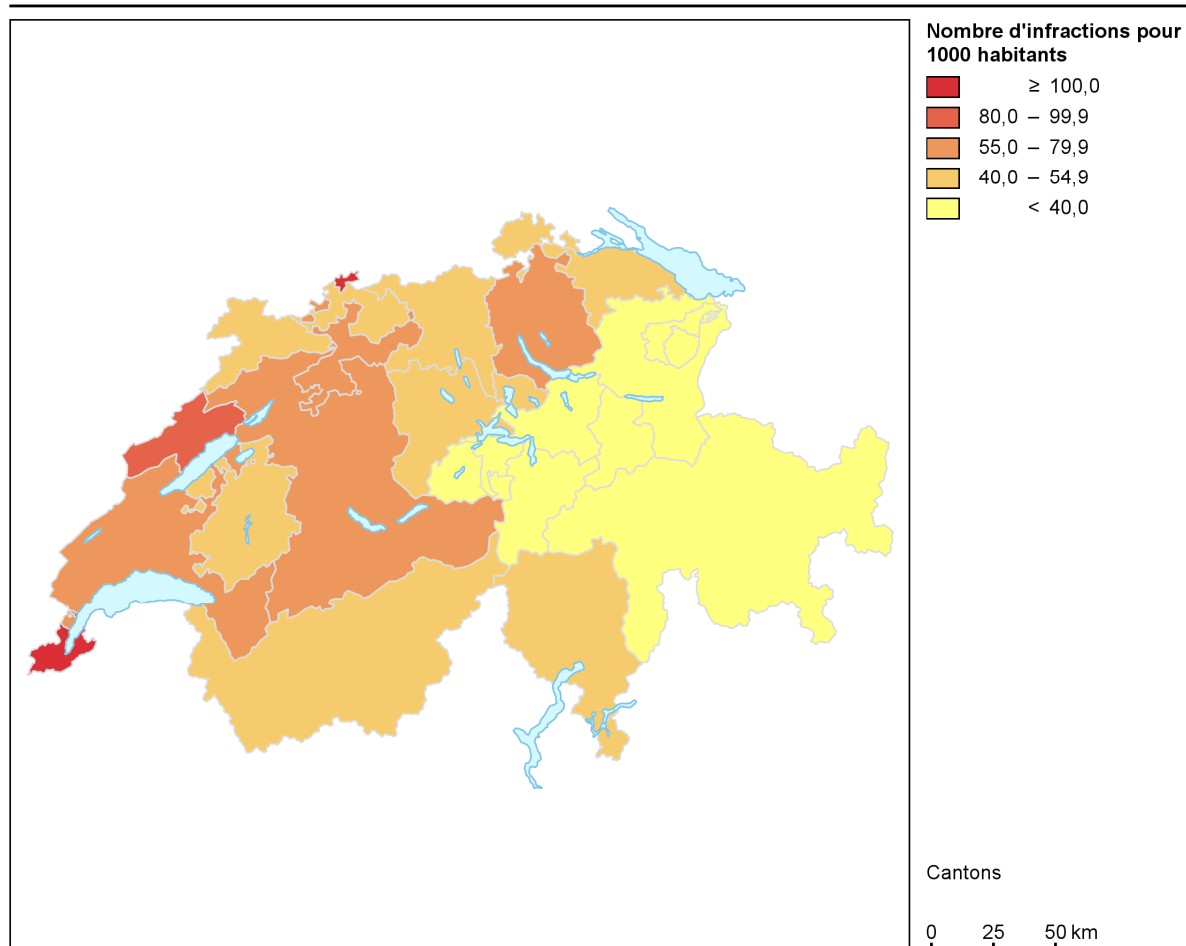 Nombre d'infractions pour
1000 habitants
≥ 100,0
80,0 – 99,9
55,0 – 79,9
40,0 – 54,9
< 40,0
Cantons
0 25 50 km